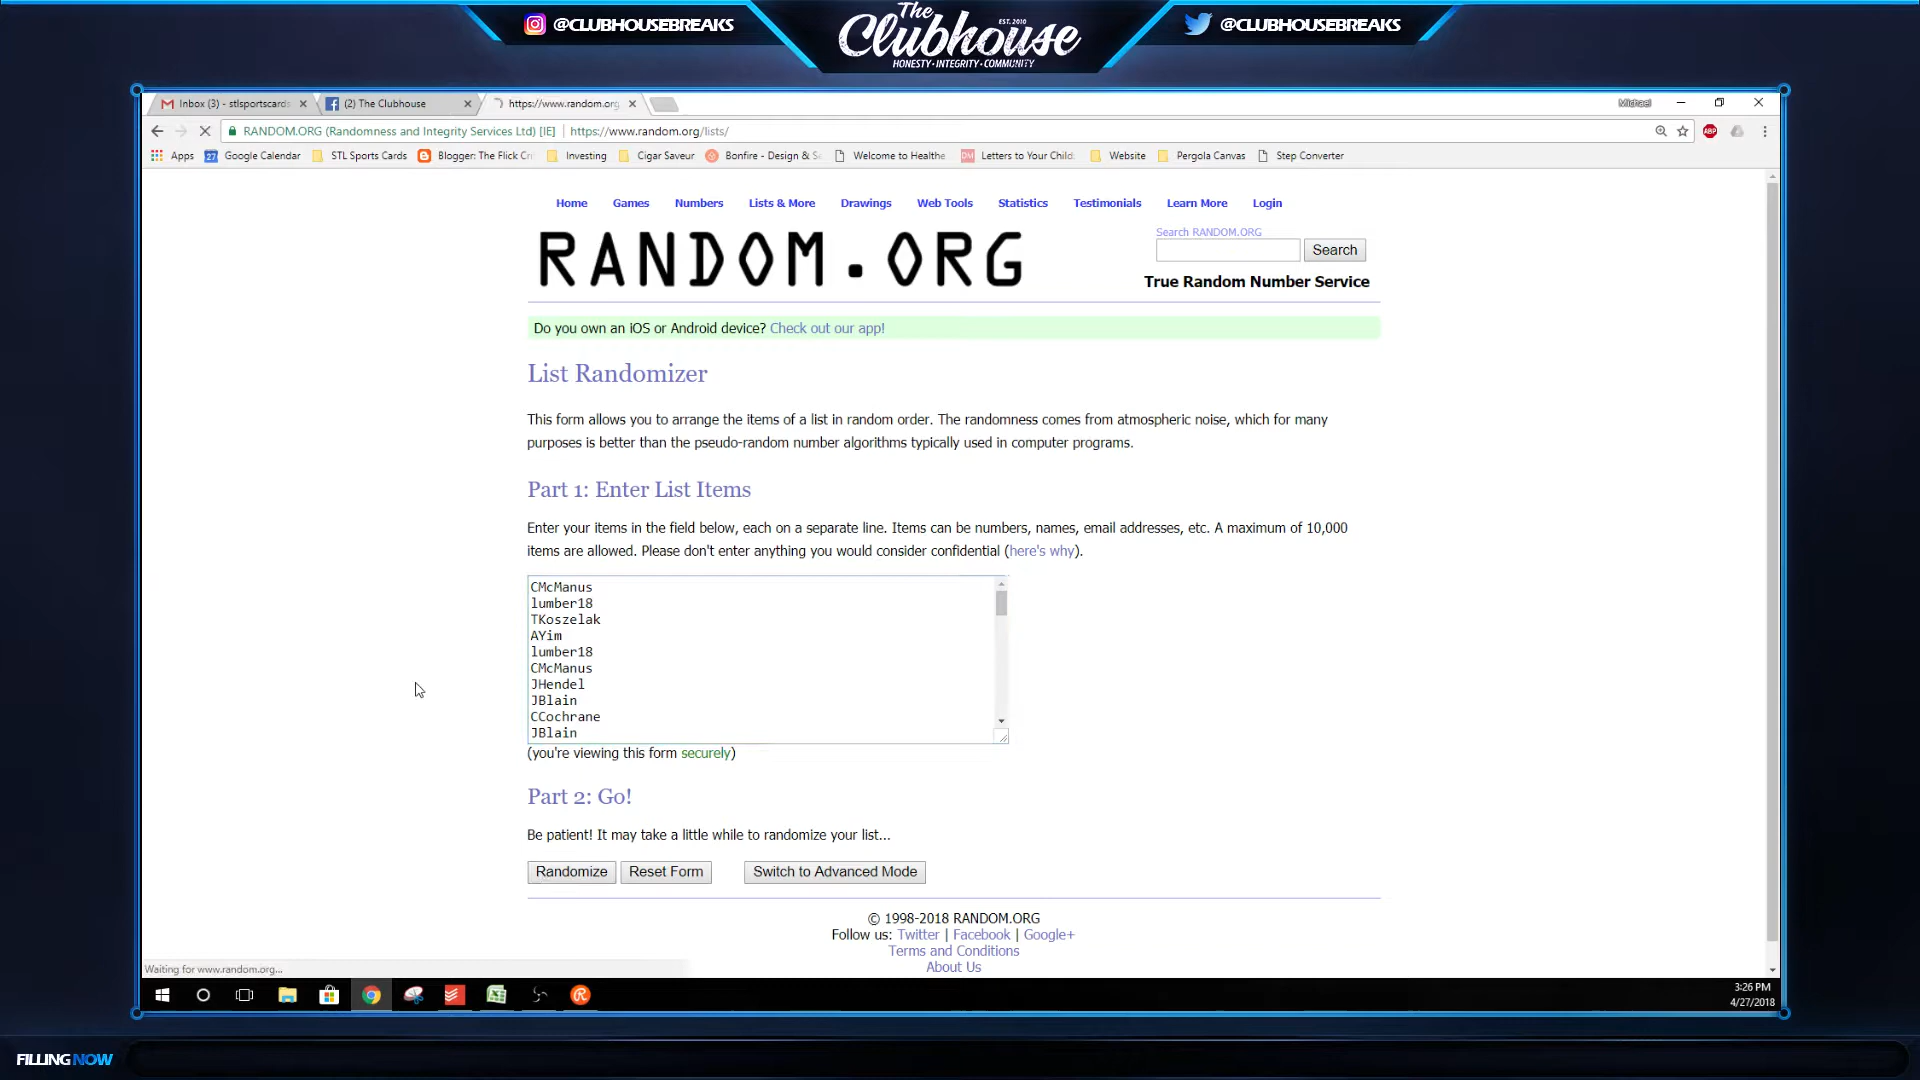 @CLUBHOUSEBREAKS
The Clubhouse
EST. 2010
HONESTY • INTEGRITY • COMMUNITY
@CLUBHOUSEBREAKS
Inbox (3) - stlsportscards
(2) The Clubhouse
https://www.random.org
Michael
RANDOM.ORG (Randomness and Integrity Services Ltd) [IE]
https://www.random.org/lists/
ABP
Apps
27
Google Calendar
STL Sports Cards
Blogger: The Flick Cr
Investing
Cigar Saveur
Bonfire - Design & S
Welcome to Healthe
DM
Letters to Your Child
Website
Pergola Canvas
Step Converter
Home Games Numbers Lists & More Drawings Web Tools Statistics Testimonials Learn More Login
RANDOM.ORG
Search RANDOM.ORG
Search
True Random Number Service
Do you own an iOS or Android device? Check out our app!
List Randomizer
This form allows you to arrange the items of a list in random order. The randomness comes from atmospheric noise, which for many
purposes is better than the pseudo-random number algorithms typically used in computer programs.
Part 1: Enter List Items
Enter your items in the field below, each on a separate line. Items can be numbers, names, email addresses, etc. A maximum of 10,000
items are allowed. Please don't enter anything you would consider confidential (here's why).
CMcManus
lumber18
TKoszelak
AYim
lumber18
CMcManus
JHendel
JBlain
CCochrane
JBlain
(you're viewing this form securely)
Part 2: Go!
Be patient! It may take a little while to randomize your list...
Randomize
Reset Form
Switch to Advanced Mode
© 1998-2018 RANDOM.ORG
Follow us: Twitter | Facebook | Google+
Terms and Conditions
About Us
Waiting for www.random.org...
3:26 PM
4/27/2018
FILLING NOW